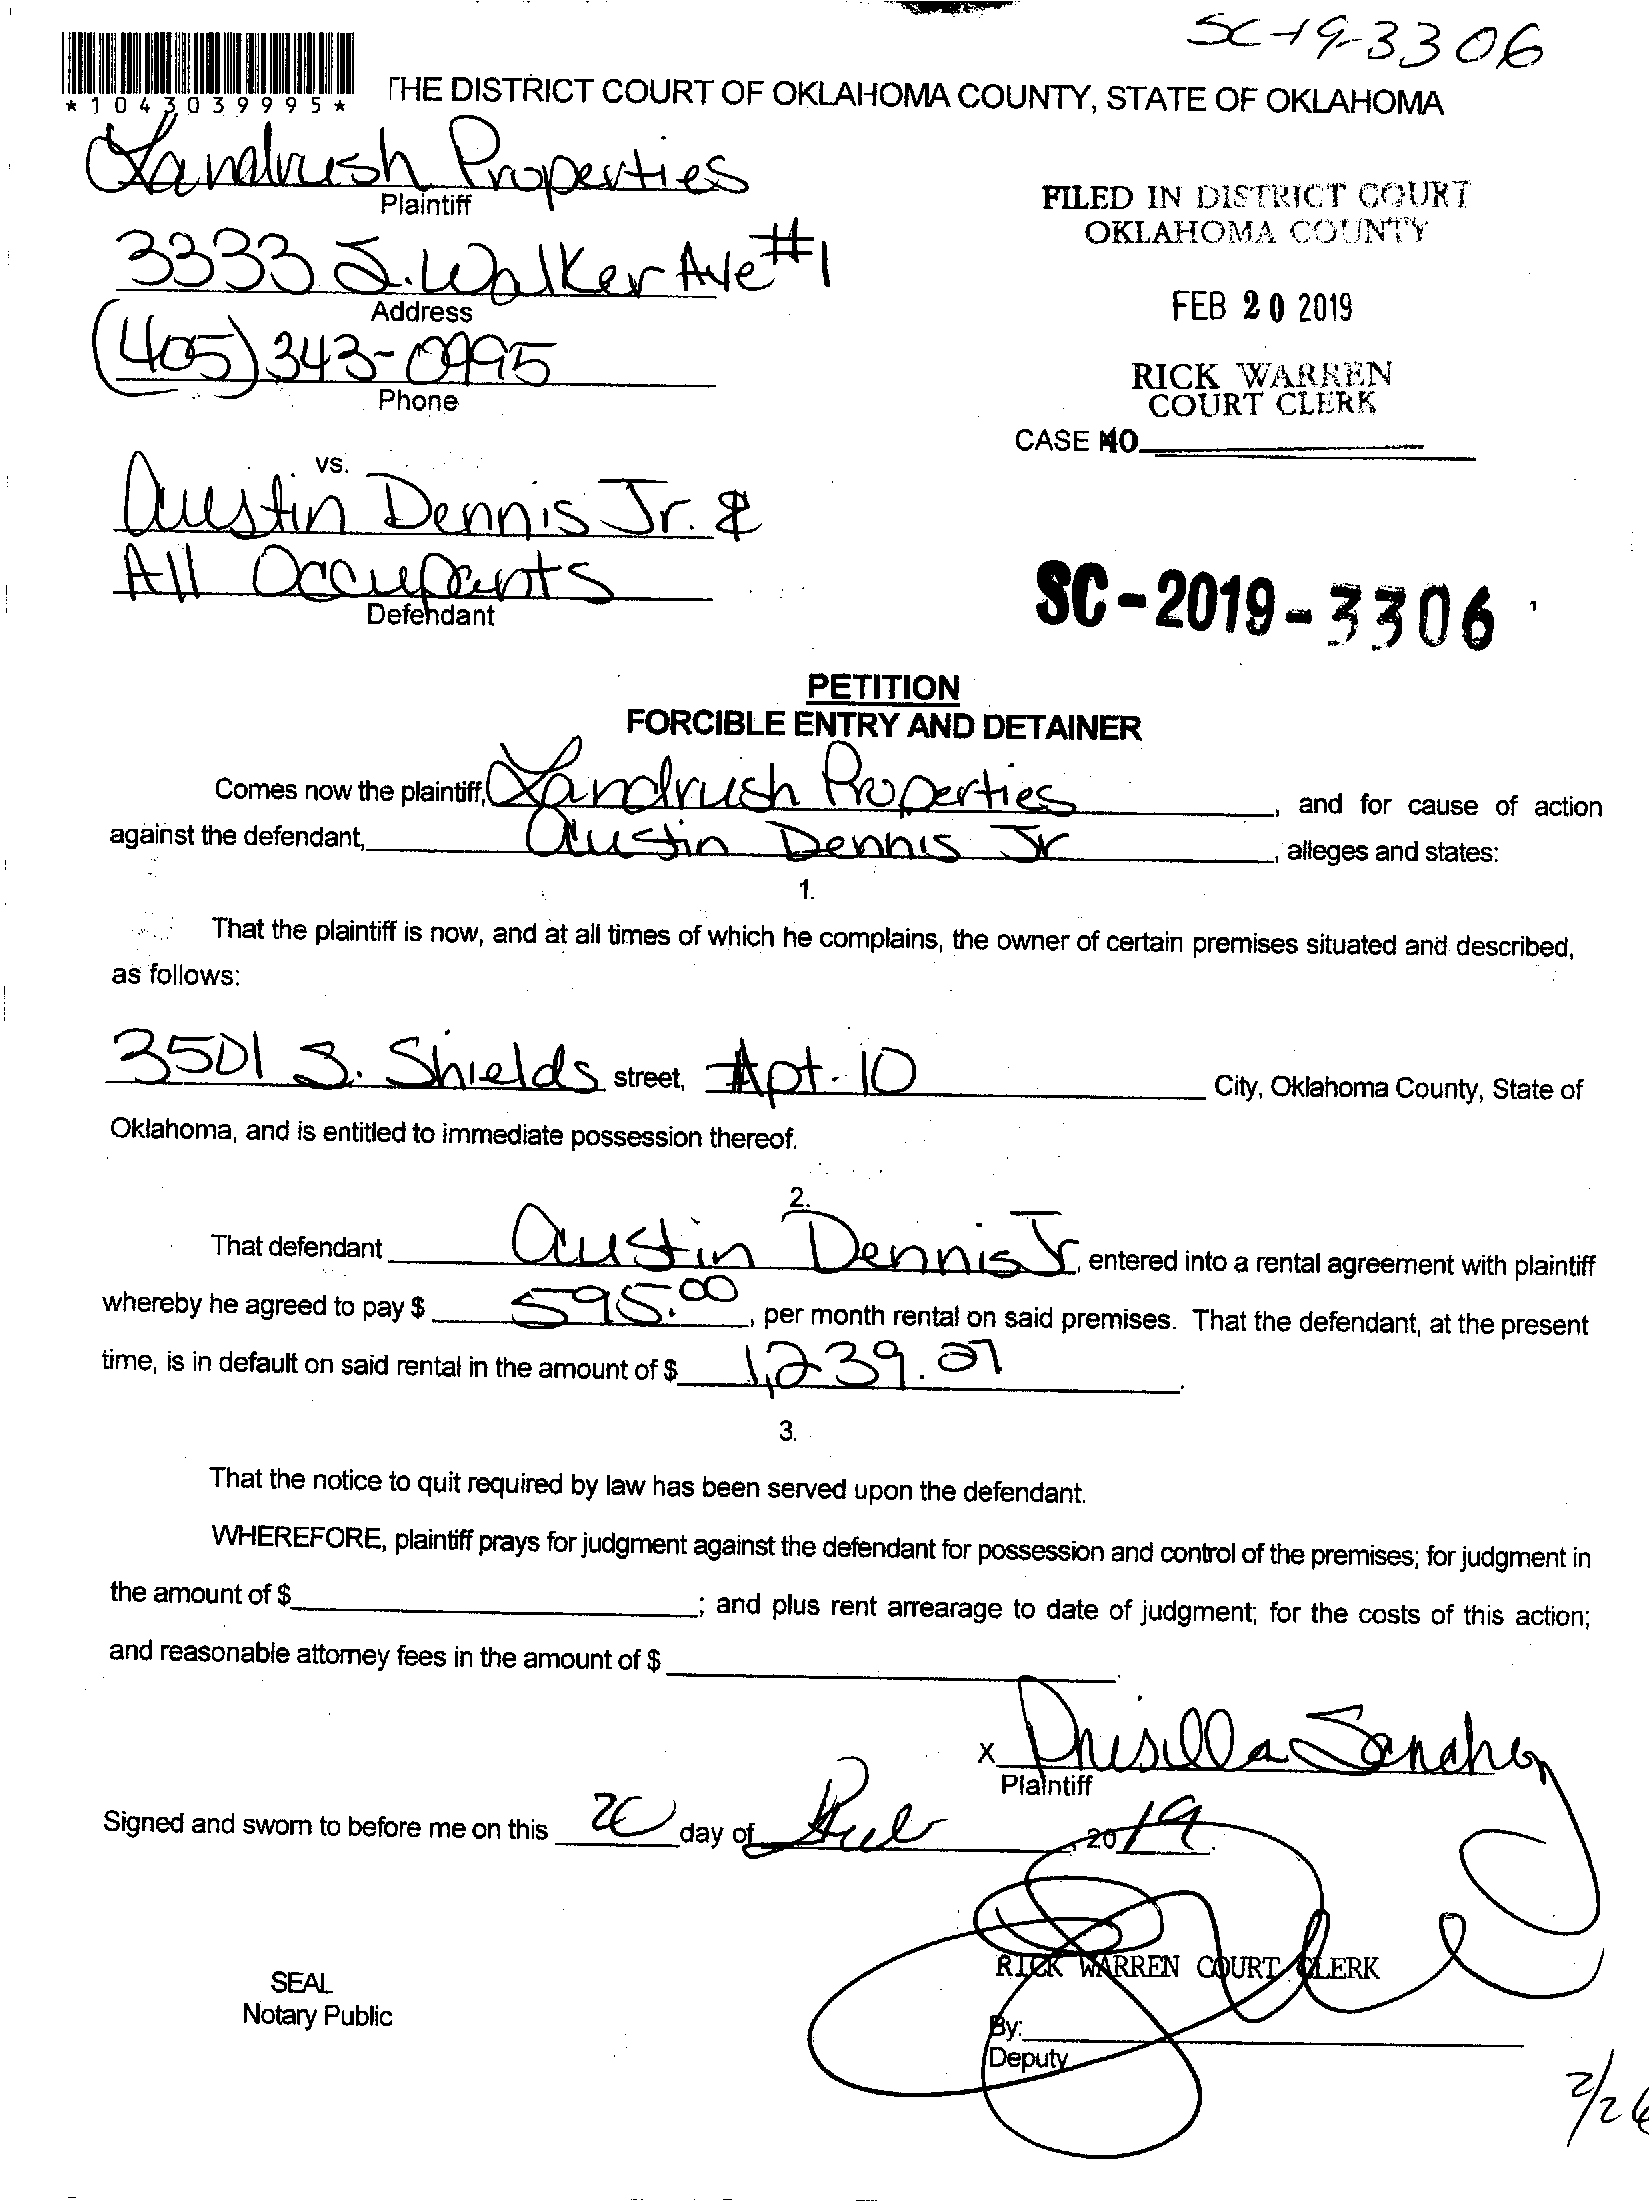 SC-19-3306
*1043039995*
THE DISTRICT COURT OF OKLAHOMA COUNTY, STATE OF OKLAHOMA
Landrush Properties
Plaintiff
3333 S. Walker Ave #1
Address
(405) 343-0995
Phone
FILED IN DISTRICT COURT
OKLAHOMA COUNTY
FEB 20 2019
RICK WARREN
COURT CLERK
CASE NO.
vs.
Austin Dennis Jr. &
All Occupants
Defendant
SC-2019-3306
PETITION
FORCIBLE ENTRY AND DETAINER
Comes now the plaintiff, Landrush Properties, and for cause of action
against the defendant, Austin Dennis Jr, alleges and states:
1.
That the plaintiff is now, and at all times of which he complains, the owner of certain premises situated and described,
as follows:
3501 S. Shields street, Apt. 10 City, Oklahoma County, State of
Oklahoma, and is entitled to immediate possession thereof.
2.
That defendant Austin Dennis Jr, entered into a rental agreement with plaintiff
whereby he agreed to pay $ 595.00, per month rental on said premises. That the defendant, at the present
time, is in default on said rental in the amount of $ 1,239.27.
3.
That the notice to quit required by law has been served upon the defendant.
WHEREFORE, plaintiff prays for judgment against the defendant for possession and control of the premises; for judgment in
the amount of $ ; and plus rent arrearage to date of judgment; for the costs of this action;
and reasonable attorney fees in the amount of $ .
x Prisilla Sanchez
Plaintiff
Signed and sworn to before me on this 20 day of Feb, 2019.
RICK WARREN COURT CLERK
SEAL
Notary Public
By:
Deputy
2/26